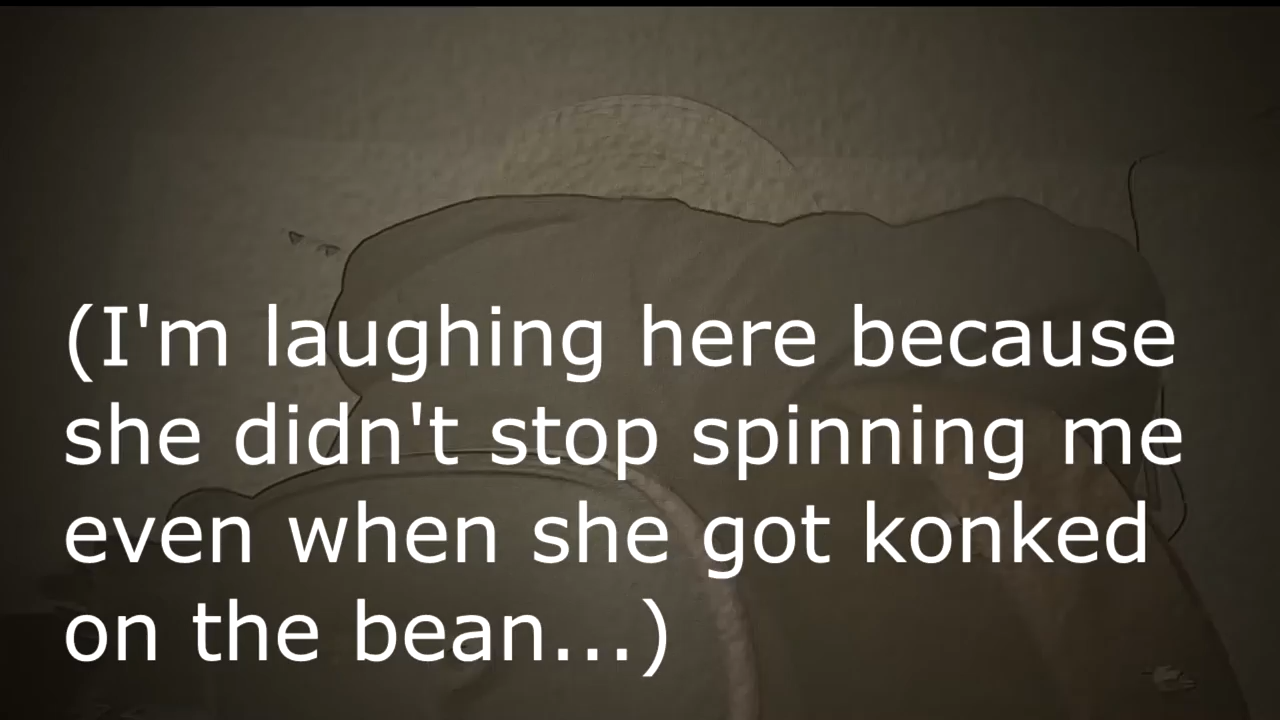 (I'm laughing here because
she didn't stop spinning me
even when she got konked
on the bean...)